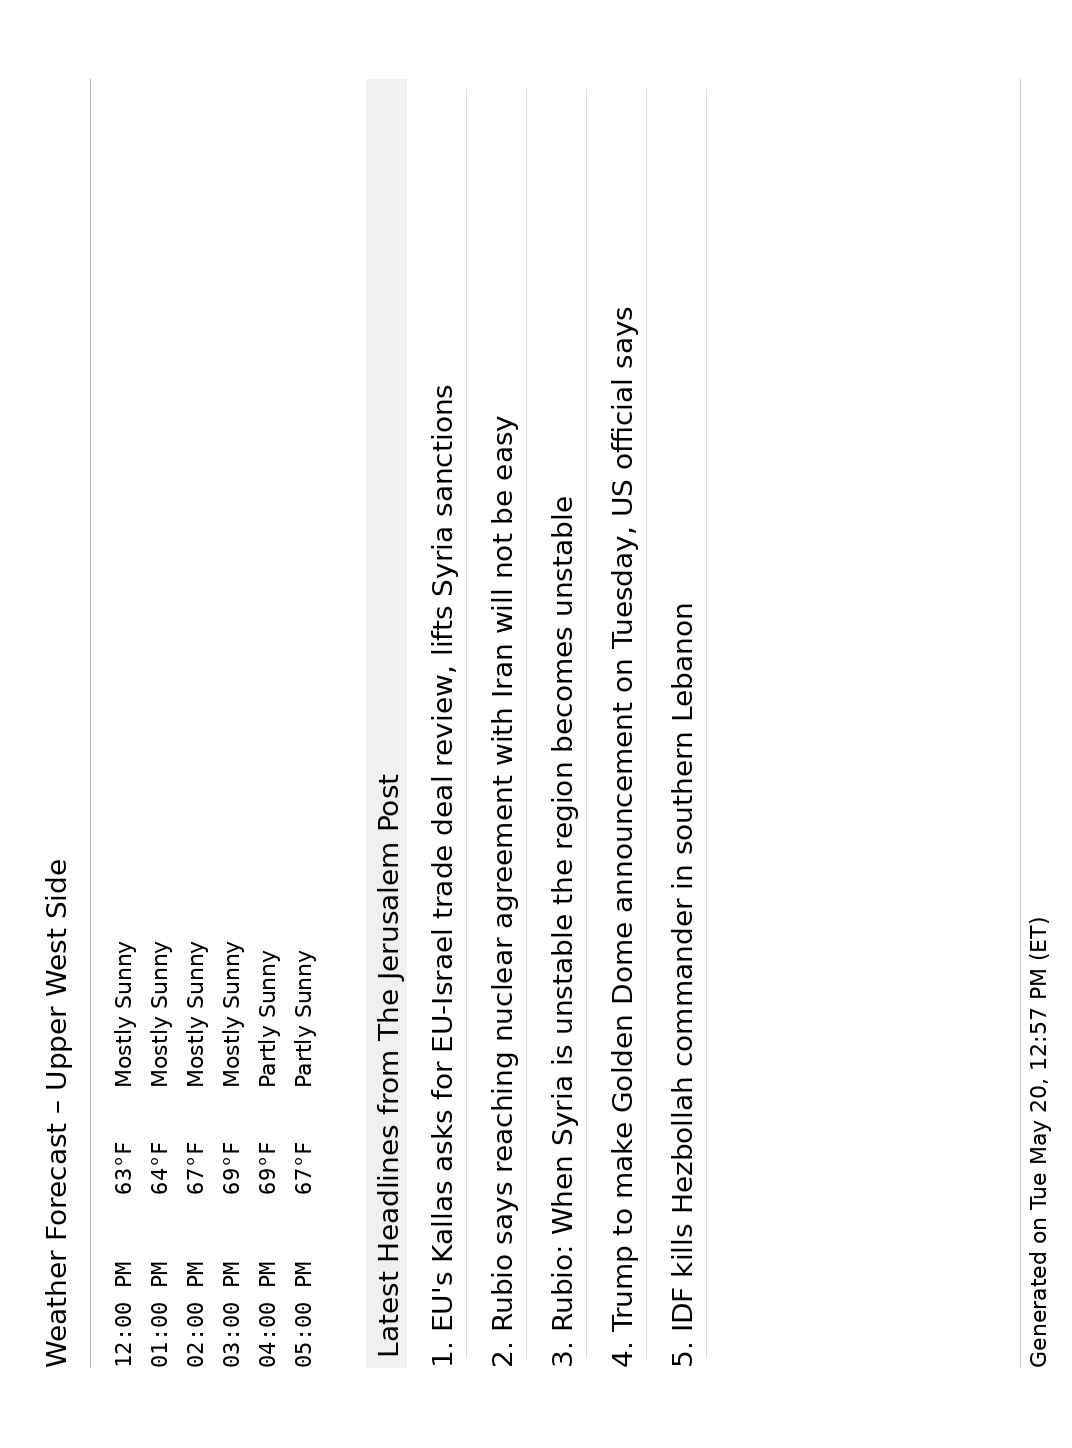 Weather Forecast – Upper West Side
12:00 PM 63°F Mostly Sunny
01:00 PM 64°F Mostly Sunny
02:00 PM 67°F Mostly Sunny
03:00 PM 69°F Mostly Sunny
04:00 PM 69°F Partly Sunny
05:00 PM 67°F Partly Sunny
Latest Headlines from The Jerusalem Post
1. EU's Kallas asks for EU-Israel trade deal review, lifts Syria sanctions
2. Rubio says reaching nuclear agreement with Iran will not be easy
3. Rubio: When Syria is unstable the region becomes unstable
4. Trump to make Golden Dome announcement on Tuesday, US official says
5. IDF kills Hezbollah commander in southern Lebanon
Generated on Tue May 20, 12:57 PM (ET)